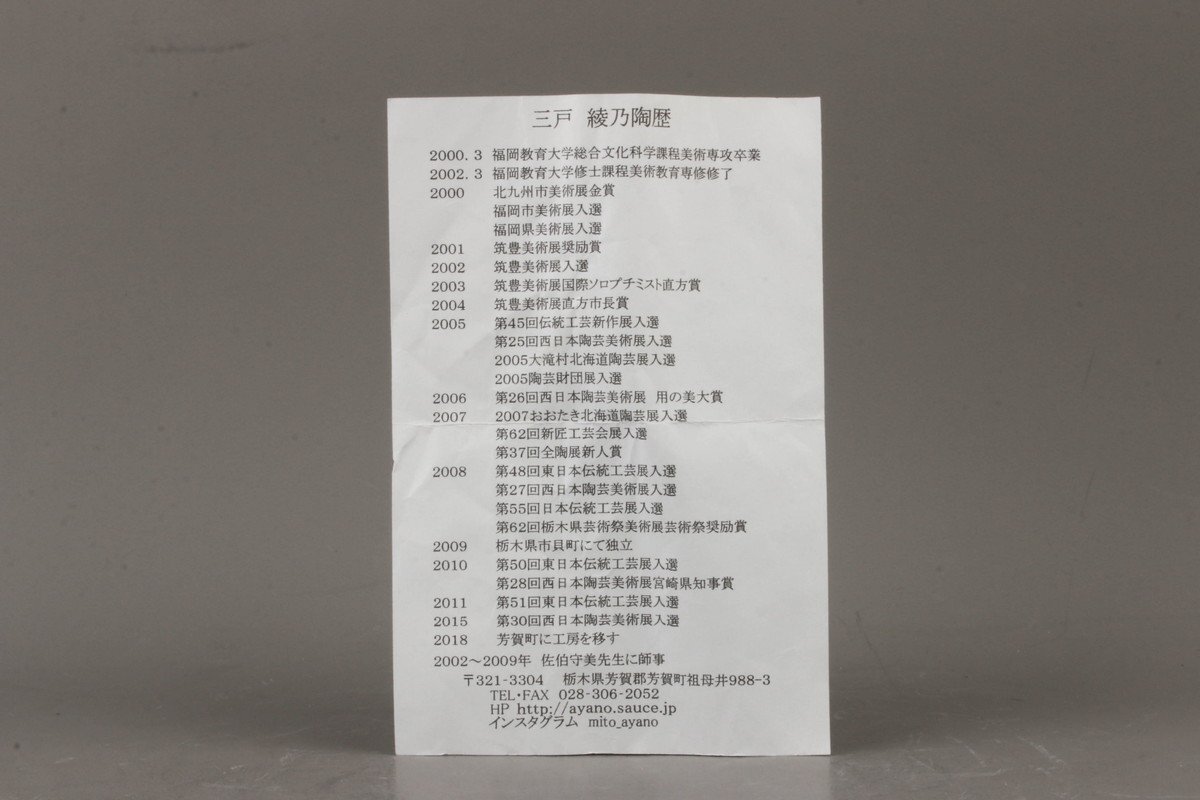 三戸 綾乃陶歴
2000.3 福岡教育大学総合文化科学課程美術専攻卒業
2002.3 福岡教育大学修士課程美術教育専修修了
2000 北九州市美術展金賞
福岡市美術展入選
福岡県美術展入選
2001 筑豊美術展奨励賞
2002 筑豊美術展入選
2003 筑豊美術展国際ソロプチミスト直方賞
2004 筑豊美術展直方市長賞
2005 第45回伝統工芸新作展入選
第25回西日本陶芸美術展入選
2005大滝村北海道陶芸展入選
2005陶芸財団展入選
2006 第26回西日本陶芸美術展 用の美大賞
2007 2007おおたき北海道陶芸展入選
第62回新匠工芸会展入選
第37回全陶展新人賞
2008 第48回東日本伝統工芸展入選
第27回西日本陶芸美術展入選
第55回日本伝統工芸展入選
第62回栃木県芸術祭美術展芸術祭奨励賞
2009 栃木県市貝町にて独立
2010 第50回東日本伝統工芸展入選
第28回西日本陶芸美術展宮崎県知事賞
2011 第51回東日本伝統工芸展入選
2015 第30回西日本陶芸美術展入選
2018 芳賀町に工房を移す
2002～2009年 佐伯守美先生に師事
〒321-3304 栃木県芳賀郡芳賀町祖母井988-3
TEL・FAX 028-306-2052
HP http://ayano.sauce.jp
インスタグラム mito_ayano